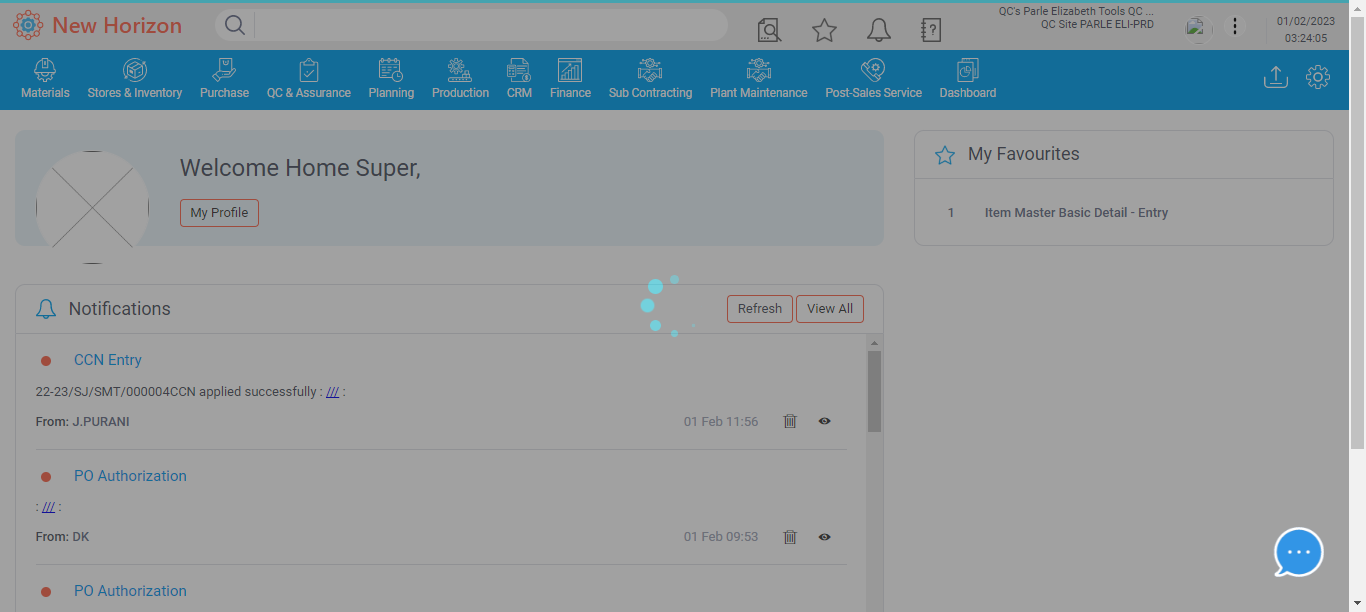 New Horizon
QC's Parle Elizabeth Tools QC ...
QC Site PARLE ELI-PRD
01/02/2023
03:24:05
Materials
Stores & Inventory
Purchase
QC & Assurance
Planning
Production
CRM
Finance
Sub Contracting
Plant Maintenance
Post-Sales Service
Dashboard
Welcome Home Super,
My Profile
My Favourites
1 Item Master Basic Detail - Entry
Notifications
Refresh
View All
CCN Entry
22-23/SJ/SMT/000004CCN applied successfully : /// :
From: J.PURANI
01 Feb 11:56
PO Authorization
: /// :
From: DK
01 Feb 09:53
PO Authorization